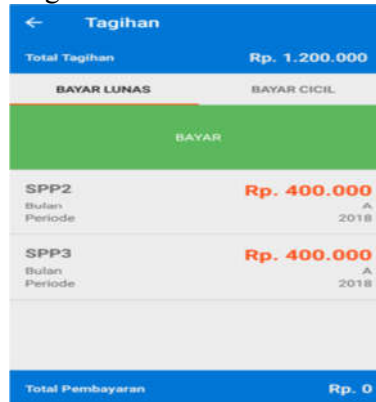 ← Tagihan
Total Tagihan Rp. 1.200.000
BAYAR LUNAS BAYAR CICIL
BAYAR
SPP2 Rp. 400.000
Bulan A
Periode 2018
SPP3 Rp. 400.000
Bulan A
Periode 2018
Total Pembayaran Rp. 0